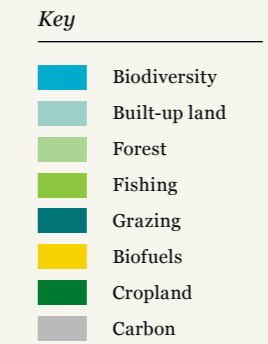 Key
Biodiversity
Built-up land
Forest
Fishing
Grazing
Biofuels
Cropland
Carbon